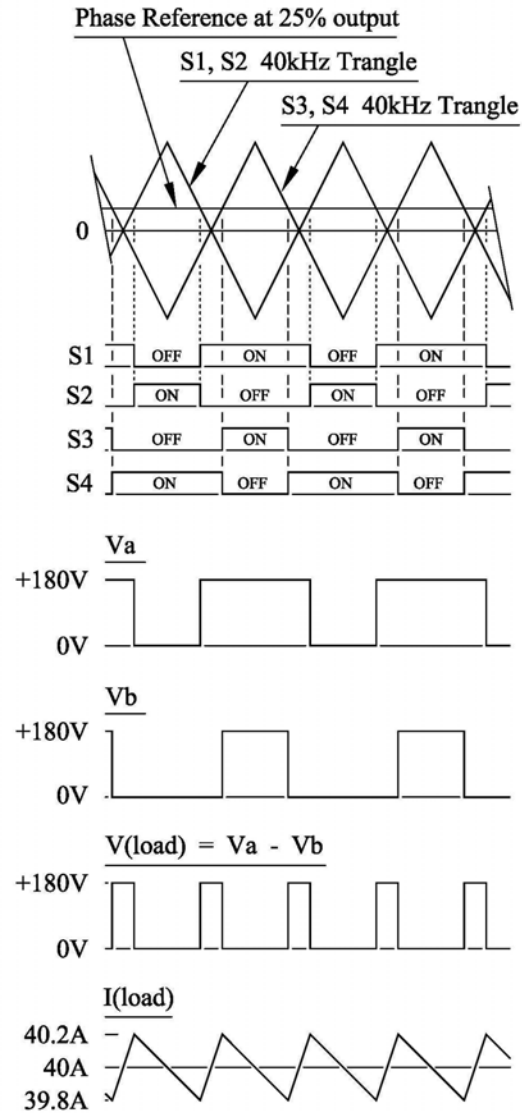 Phase Reference at 25% output
S1, S2 40kHz Trangle
S3, S4 40kHz Trangle
0
S1 OFF ON OFF ON
S2 ON OFF ON OFF
S3 OFF ON OFF ON
S4 ON OFF ON OFF
Va
+180V
0V
Vb
+180V
0V
V(load) = Va - Vb
+180V
0V
I(load)
40.2A
40A
39.8A